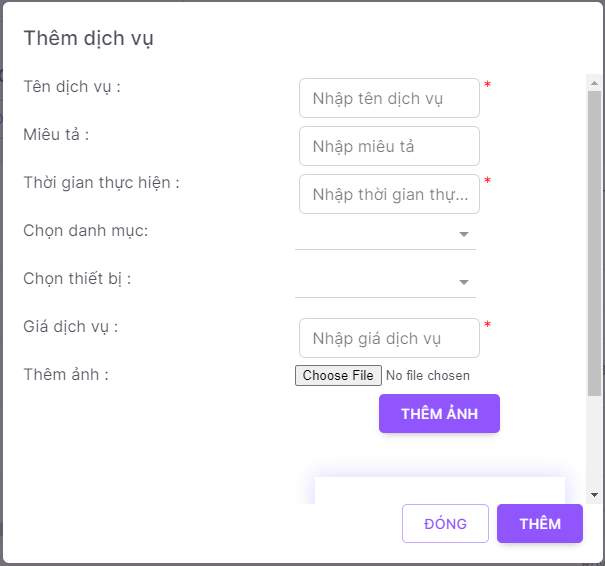 Thêm dịch vụ
Tên dịch vụ :
Nhập tên dịch vụ *
Miêu tả :
Nhập miêu tả
Thời gian thực hiện :
Nhập thời gian thự... *
Chọn danh mục:
Chọn thiết bị :
Giá dịch vụ :
Nhập giá dịch vụ *
Thêm ảnh :
Choose File No file chosen
THÊM ẢNH
ĐÓNG
THÊM